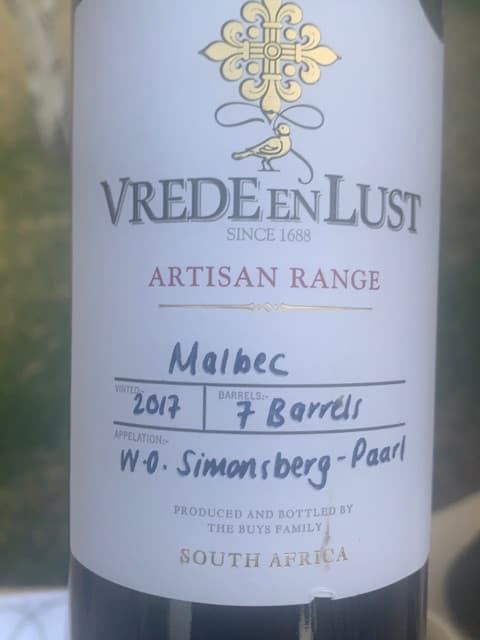 VREDE EN LUST
SINCE 1688
ARTISAN RANGE
Malbec
VINTED:-
2017
BARRELS:-
7 Barrels
APPELATION:-
W.O. Simonsberg-Paarl
PRODUCED AND BOTTLED BY
THE BUYS FAMILY
SOUTH AFRICA